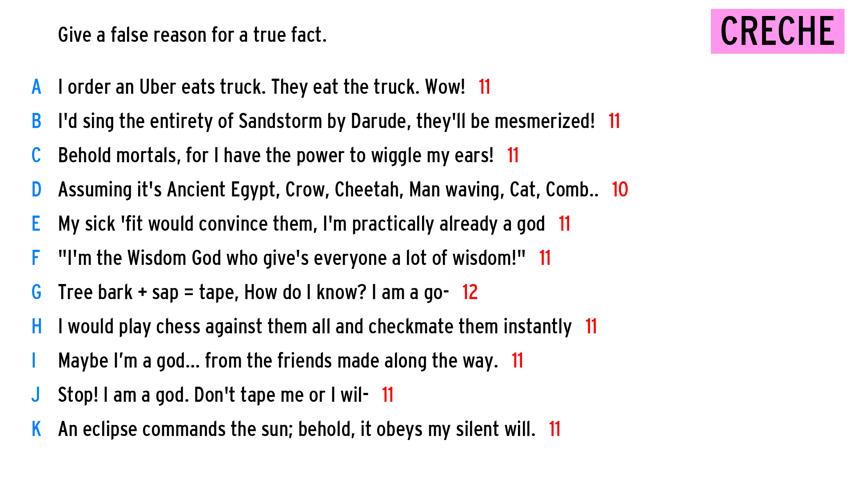 Give a false reason for a true fact.
CRECHE
A I order an Uber eats truck. They eat the truck. Wow! 11
B I'd sing the entirety of Sandstorm by Darude, they'll be mesmerized! 11
C Behold mortals, for I have the power to wiggle my ears! 11
D Assuming it's Ancient Egypt, Crow, Cheetah, Man waving, Cat, Comb.. 10
E My sick 'fit would convince them, I'm practically already a god 11
F "I'm the Wisdom God who give's everyone a lot of wisdom!" 11
G Tree bark + sap = tape, How do I know? I am a go- 12
H I would play chess against them all and checkmate them instantly 11
I Maybe I’m a god... from the friends made along the way. 11
J Stop! I am a god. Don't tape me or I wil- 11
K An eclipse commands the sun; behold, it obeys my silent will. 11